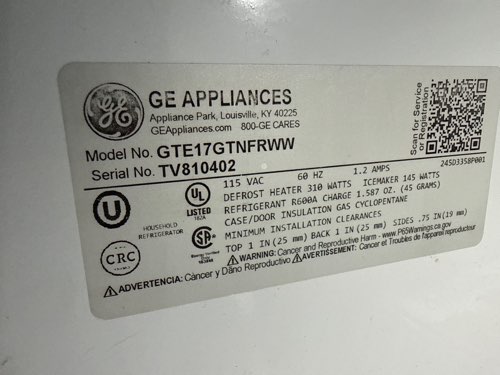 GE APPLIANCES
Appliance Park, Louisville, KY 40225
GEAppliances.com 800-GE CARES
Scan for Service
or Registration
Model No. GTE17GTNFRWW
Serial No. TV810402
245D3358P001
115 VAC 60 HZ 1.2 AMPS
DEFROST HEATER 310 WATTS ICEMAKER 145 WATTS
REFRIGERANT R600A CHARGE 1.587 OZ. (45 GRAMS)
CASE/DOOR INSULATION GAS CYCLOPENTANE
MINIMUM INSTALLATION CLEARANCES
TOP 1 IN (25 mm) BACK 1 IN (25 mm) SIDES .75 IN (19 mm)
U
HOUSEHOLD
REFRIGERATOR
UL
LISTED
CRC
WARNING: Cancer and Reproductive Harm - www.P65Warnings.ca.gov
ADVERTENCIA: Cáncer y Daño Reproductivo
AVERTISSEMENT: Cancer et Troubles de l'appareil reproducteur